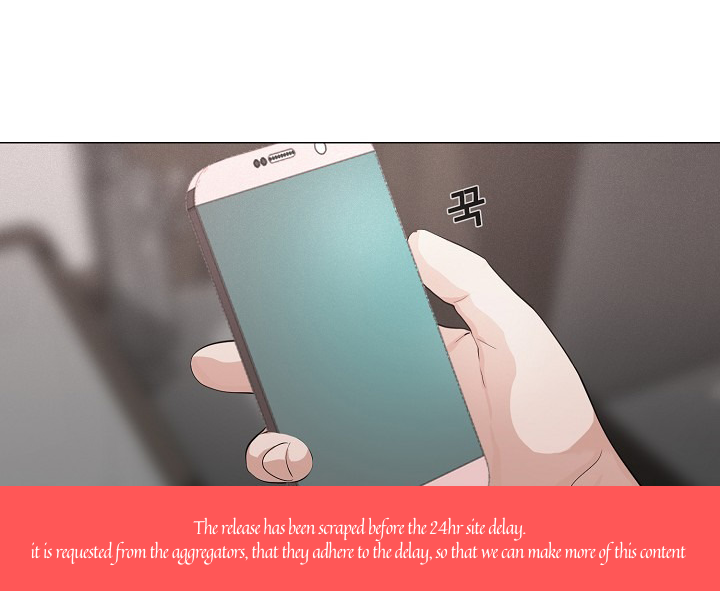 꾹
The release has been scraped before the 24hr site delay.
it is requested from the aggregators, that they adhere to the delay, so that we can make more of this content